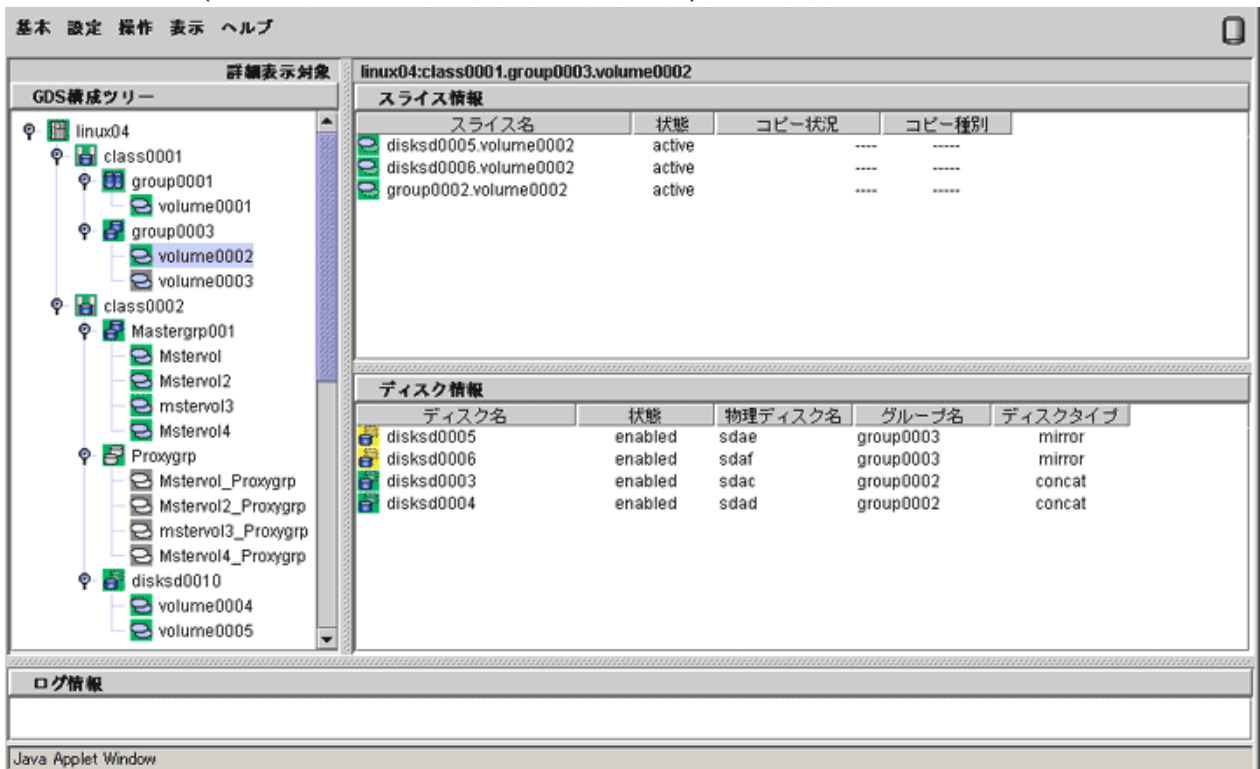 基本 設定 操作 表示 ヘルプ
詳細表示対象
GDS構成ツリー
linux04
class0001
group0001
volume0001
group0003
volume0002
volume0003
class0002
Mastergrp001
Mstervol
Mstervol2
mstervol3
Mstervol4
Proxygrp
Mstervol_Proxygrp
Mstervol2_Proxygrp
mstervol3_Proxygrp
Mstervol4_Proxygrp
disksd0010
volume0004
volume0005
linux04:class0001.group0003.volume0002
スライス情報
スライス名 状態 コピー状況 コピー種別
disksd0005.volume0002 active ---- -----
disksd0006.volume0002 active ---- -----
group0002.volume0002 active ---- -----
ディスク情報
ディスク名 状態 物理ディスク名 グループ名 ディスクタイプ
disksd0005 enabled sdae group0003 mirror
disksd0006 enabled sdaf group0003 mirror
disksd0003 enabled sdac group0002 concat
disksd0004 enabled sdad group0002 concat
ログ情報
Java Applet Window